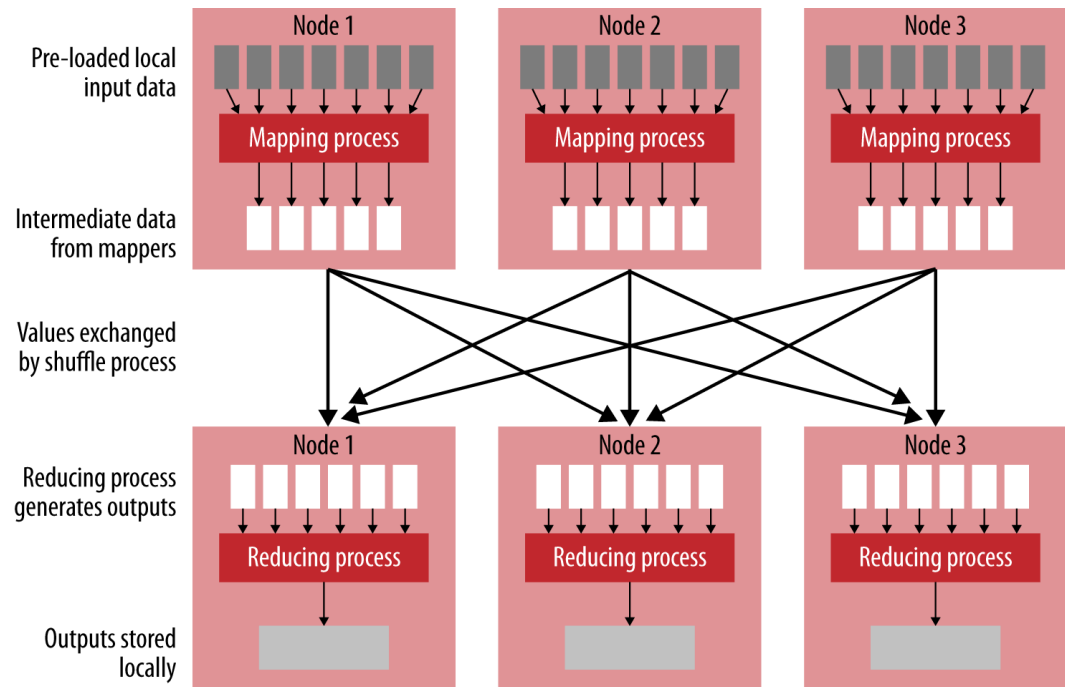 Node 1
Node 2
Node 3
Pre-loaded local
input data
Mapping process
Mapping process
Mapping process
Intermediate data
from mappers
Values exchanged
by shuffle process
Node 1
Node 2
Node 3
Reducing process
generates outputs
Reducing process
Reducing process
Reducing process
Outputs stored
locally